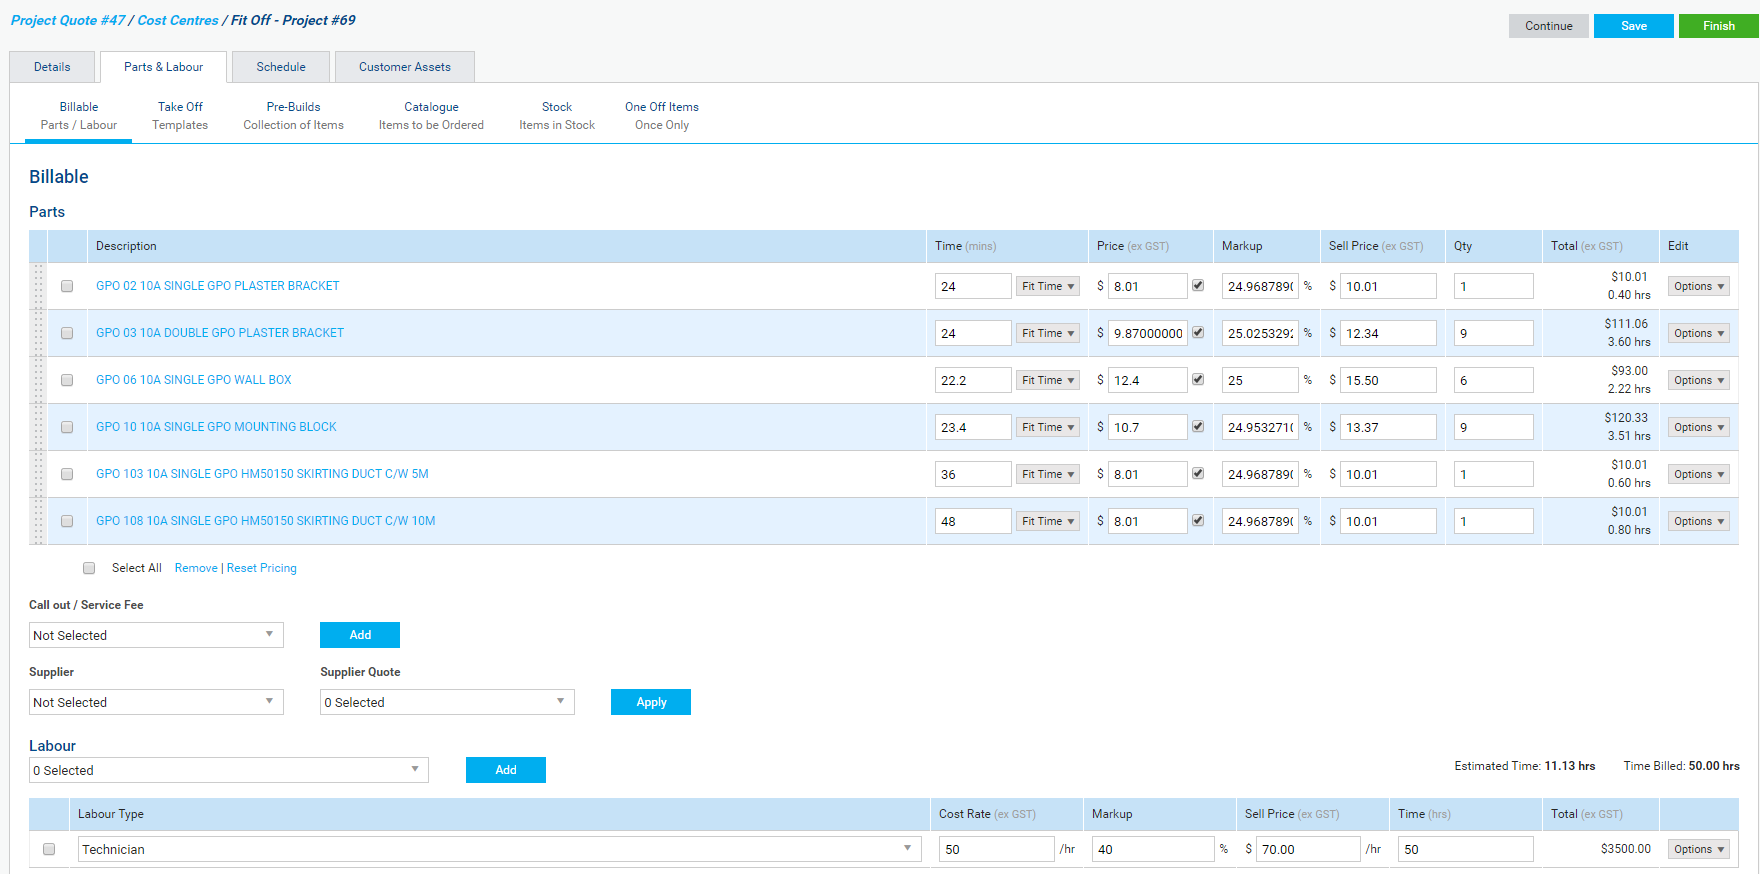 Project Quote #47 / Cost Centres / Fit Off - Project #69
Continue Save Finish
Details Parts & Labour Schedule Customer Assets
Billable Take Off Pre-Builds Catalogue Stock One Off Items
Parts / Labour Templates Collection of Items Items to be Ordered Items in Stock Once Only
Billable
Parts
Description Time (mins) Price (ex GST) Markup Sell Price (ex GST) Qty Total (ex GST) Edit
GPO 02 10A SINGLE GPO PLASTER BRACKET 24 Fit Time $ 8.01 24.9687890 % $ 10.01 1 $10.01 Options
0.40 hrs
GPO 03 10A DOUBLE GPO PLASTER BRACKET 24 Fit Time $ 9.87000000 25.0253292 % $ 12.34 9 $111.06 Options
3.60 hrs
GPO 06 10A SINGLE GPO WALL BOX 22.2 Fit Time $ 12.4 25 % $ 15.50 6 $93.00 Options
2.22 hrs
GPO 10 10A SINGLE GPO MOUNTING BLOCK 23.4 Fit Time $ 10.7 24.9532710 % $ 13.37 9 $120.33 Options
3.51 hrs
GPO 103 10A SINGLE GPO HM50150 SKIRTING DUCT C/W 5M 36 Fit Time $ 8.01 24.9687890 % $ 10.01 1 $10.01 Options
0.60 hrs
GPO 108 10A SINGLE GPO HM50150 SKIRTING DUCT C/W 10M 48 Fit Time $ 8.01 24.9687890 % $ 10.01 1 $10.01 Options
0.80 hrs
Select All Remove | Reset Pricing
Call out / Service Fee
Not Selected Add
Supplier Supplier Quote
Not Selected 0 Selected Apply
Labour
0 Selected Add Estimated Time: 11.13 hrs Time Billed: 50.00 hrs
Labour Type Cost Rate (ex GST) Markup Sell Price (ex GST) Time (hrs) Total (ex GST)
Technician 50 /hr 40 % $ 70.00 /hr 50 $3500.00 Options